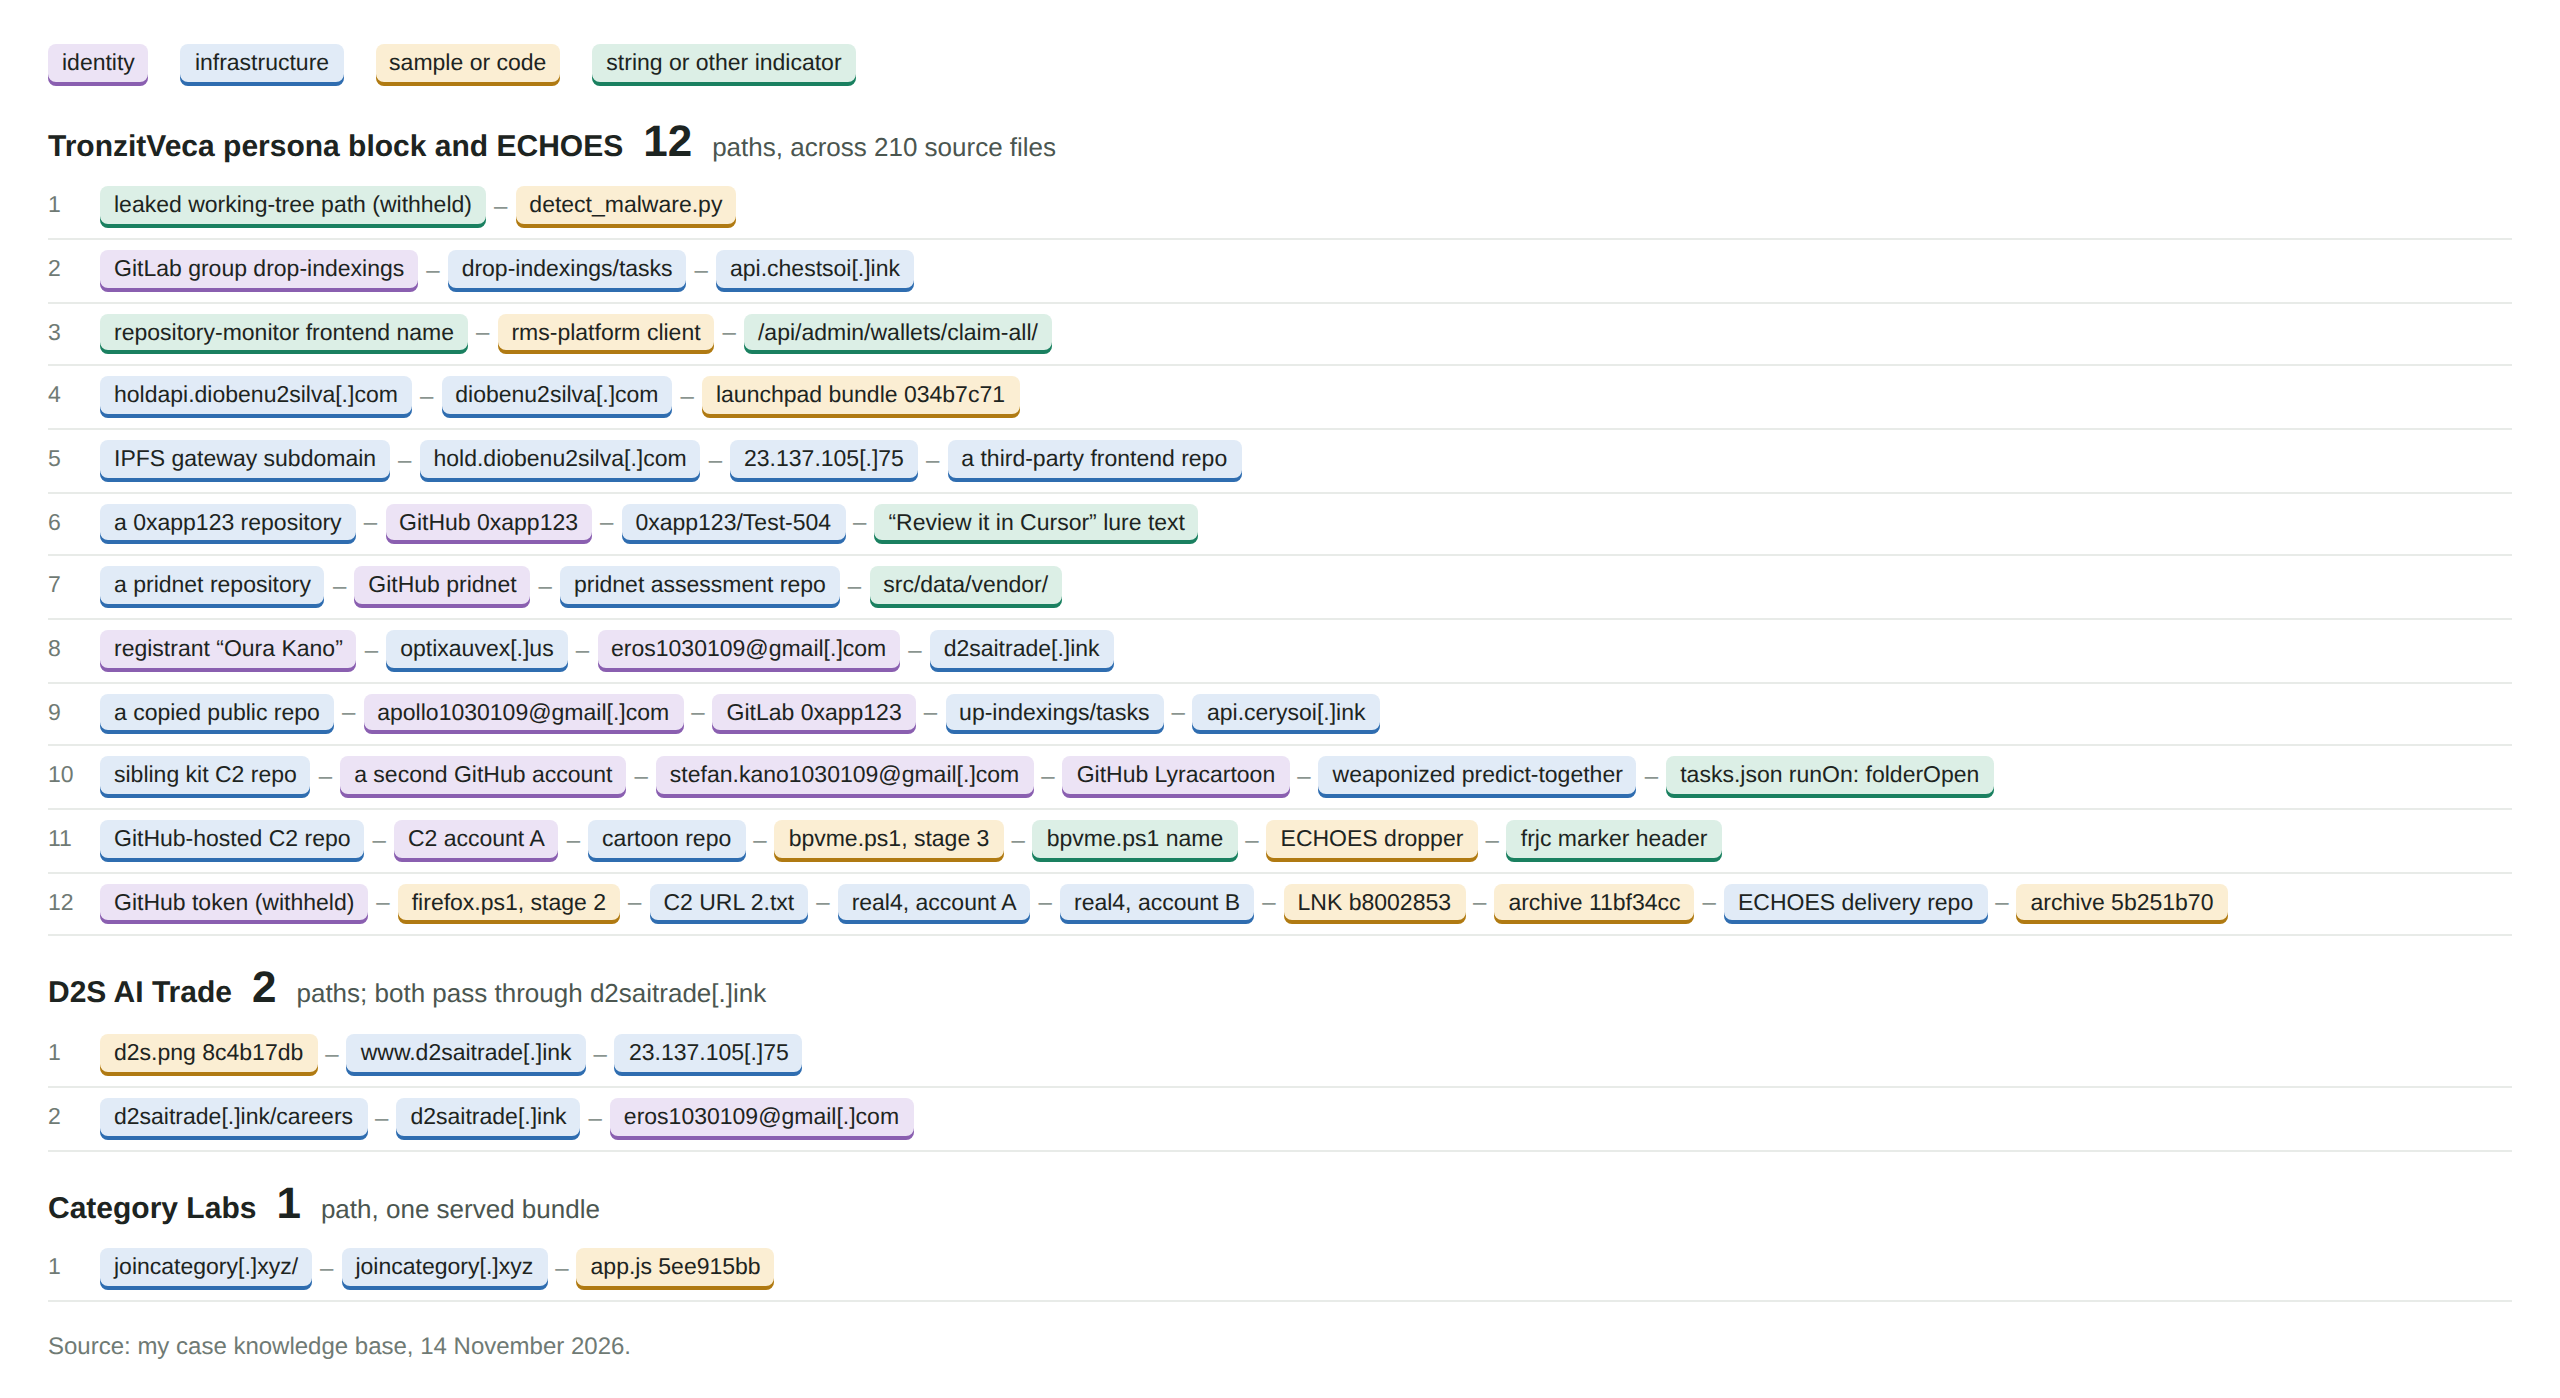 identity infrastructure sample or code string or other indicator
TronzitVeca persona block and ECHOES 12 paths, across 210 source files
1 leaked working-tree path (withheld) – detect_malware.py
2 GitLab group drop-indexings – drop-indexings/tasks – api.chestsoi[.]ink
3 repository-monitor frontend name – rms-platform client – /api/admin/wallets/claim-all/
4 holdapi.diobenu2silva[.]com – diobenu2silva[.]com – launchpad bundle 034b7c71
5 IPFS gateway subdomain – hold.diobenu2silva[.]com – 23.137.105[.]75 – a third-party frontend repo
6 a 0xapp123 repository – GitHub 0xapp123 – 0xapp123/Test-504 – “Review it in Cursor” lure text
7 a pridnet repository – GitHub pridnet – pridnet assessment repo – src/data/vendor/
8 registrant “Oura Kano” – optixauvex[.]us – eros1030109@gmail[.]com – d2saitrade[.]ink
9 a copied public repo – apollo1030109@gmail[.]com – GitLab 0xapp123 – up-indexings/tasks – api.cerysoi[.]ink
10 sibling kit C2 repo – a second GitHub account – stefan.kano1030109@gmail[.]com – GitHub Lyracartoon – weaponized predict-together – tasks.json runOn: folderOpen
11 GitHub-hosted C2 repo – C2 account A – cartoon repo – bpvme.ps1, stage 3 – bpvme.ps1 name – ECHOES dropper – frjc marker header
12 GitHub token (withheld) – firefox.ps1, stage 2 – C2 URL 2.txt – real4, account A – real4, account B – LNK b8002853 – archive 11bf34cc – ECHOES delivery repo – archive 5b251b70
D2S AI Trade 2 paths; both pass through d2saitrade[.]ink
1 d2s.png 8c4b17db – www.d2saitrade[.]ink – 23.137.105[.]75
2 d2saitrade[.]ink/careers – d2saitrade[.]ink – eros1030109@gmail[.]com
Category Labs 1 path, one served bundle
1 joincategory[.]xyz/ – joincategory[.]xyz – app.js 5ee915bb
Source: my case knowledge base, 14 November 2026.